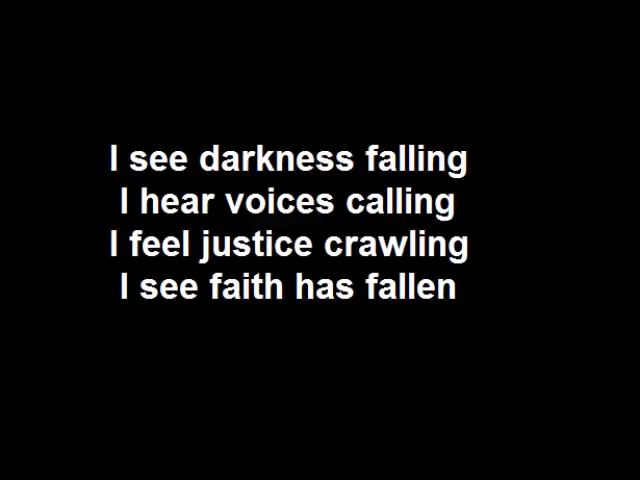 I see darkness falling
I hear voices calling
I feel justice crawling
I see faith has fallen